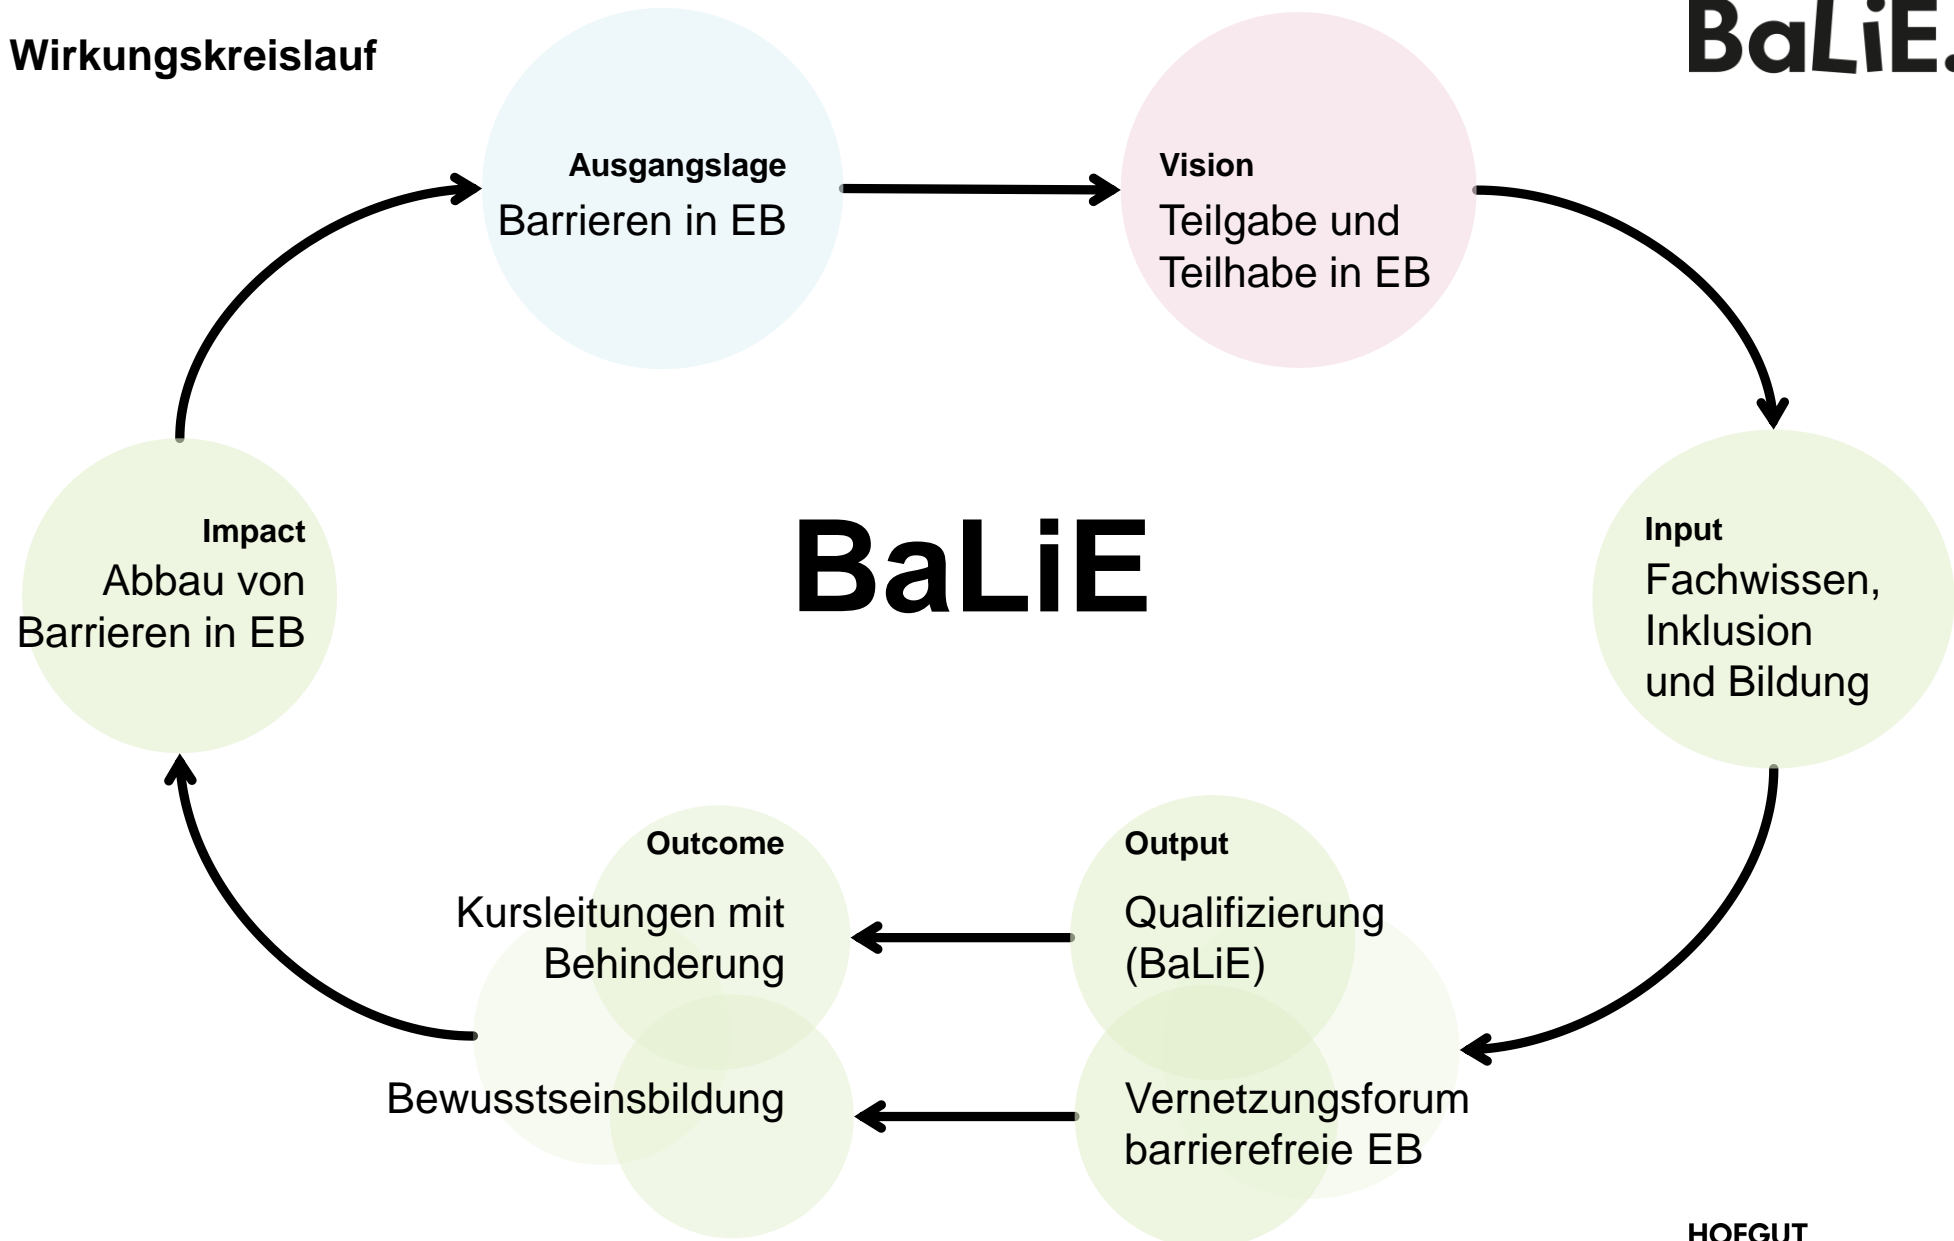 Wirkungskreislauf
BaLiE.
Ausgangslage
Barrieren in EB
Vision
Teilgabe und
Teilhabe in EB
Impact
Abbau von
Barrieren in EB
BaLiE
Input
Fachwissen,
Inklusion
und Bildung
Outcome
Kursleitungen mit
Behinderung
Bewusstseinsbildung
Output
Qualifizierung
(BaLiE)
Vernetzungsforum
barrierefreie EB
HOFGUT